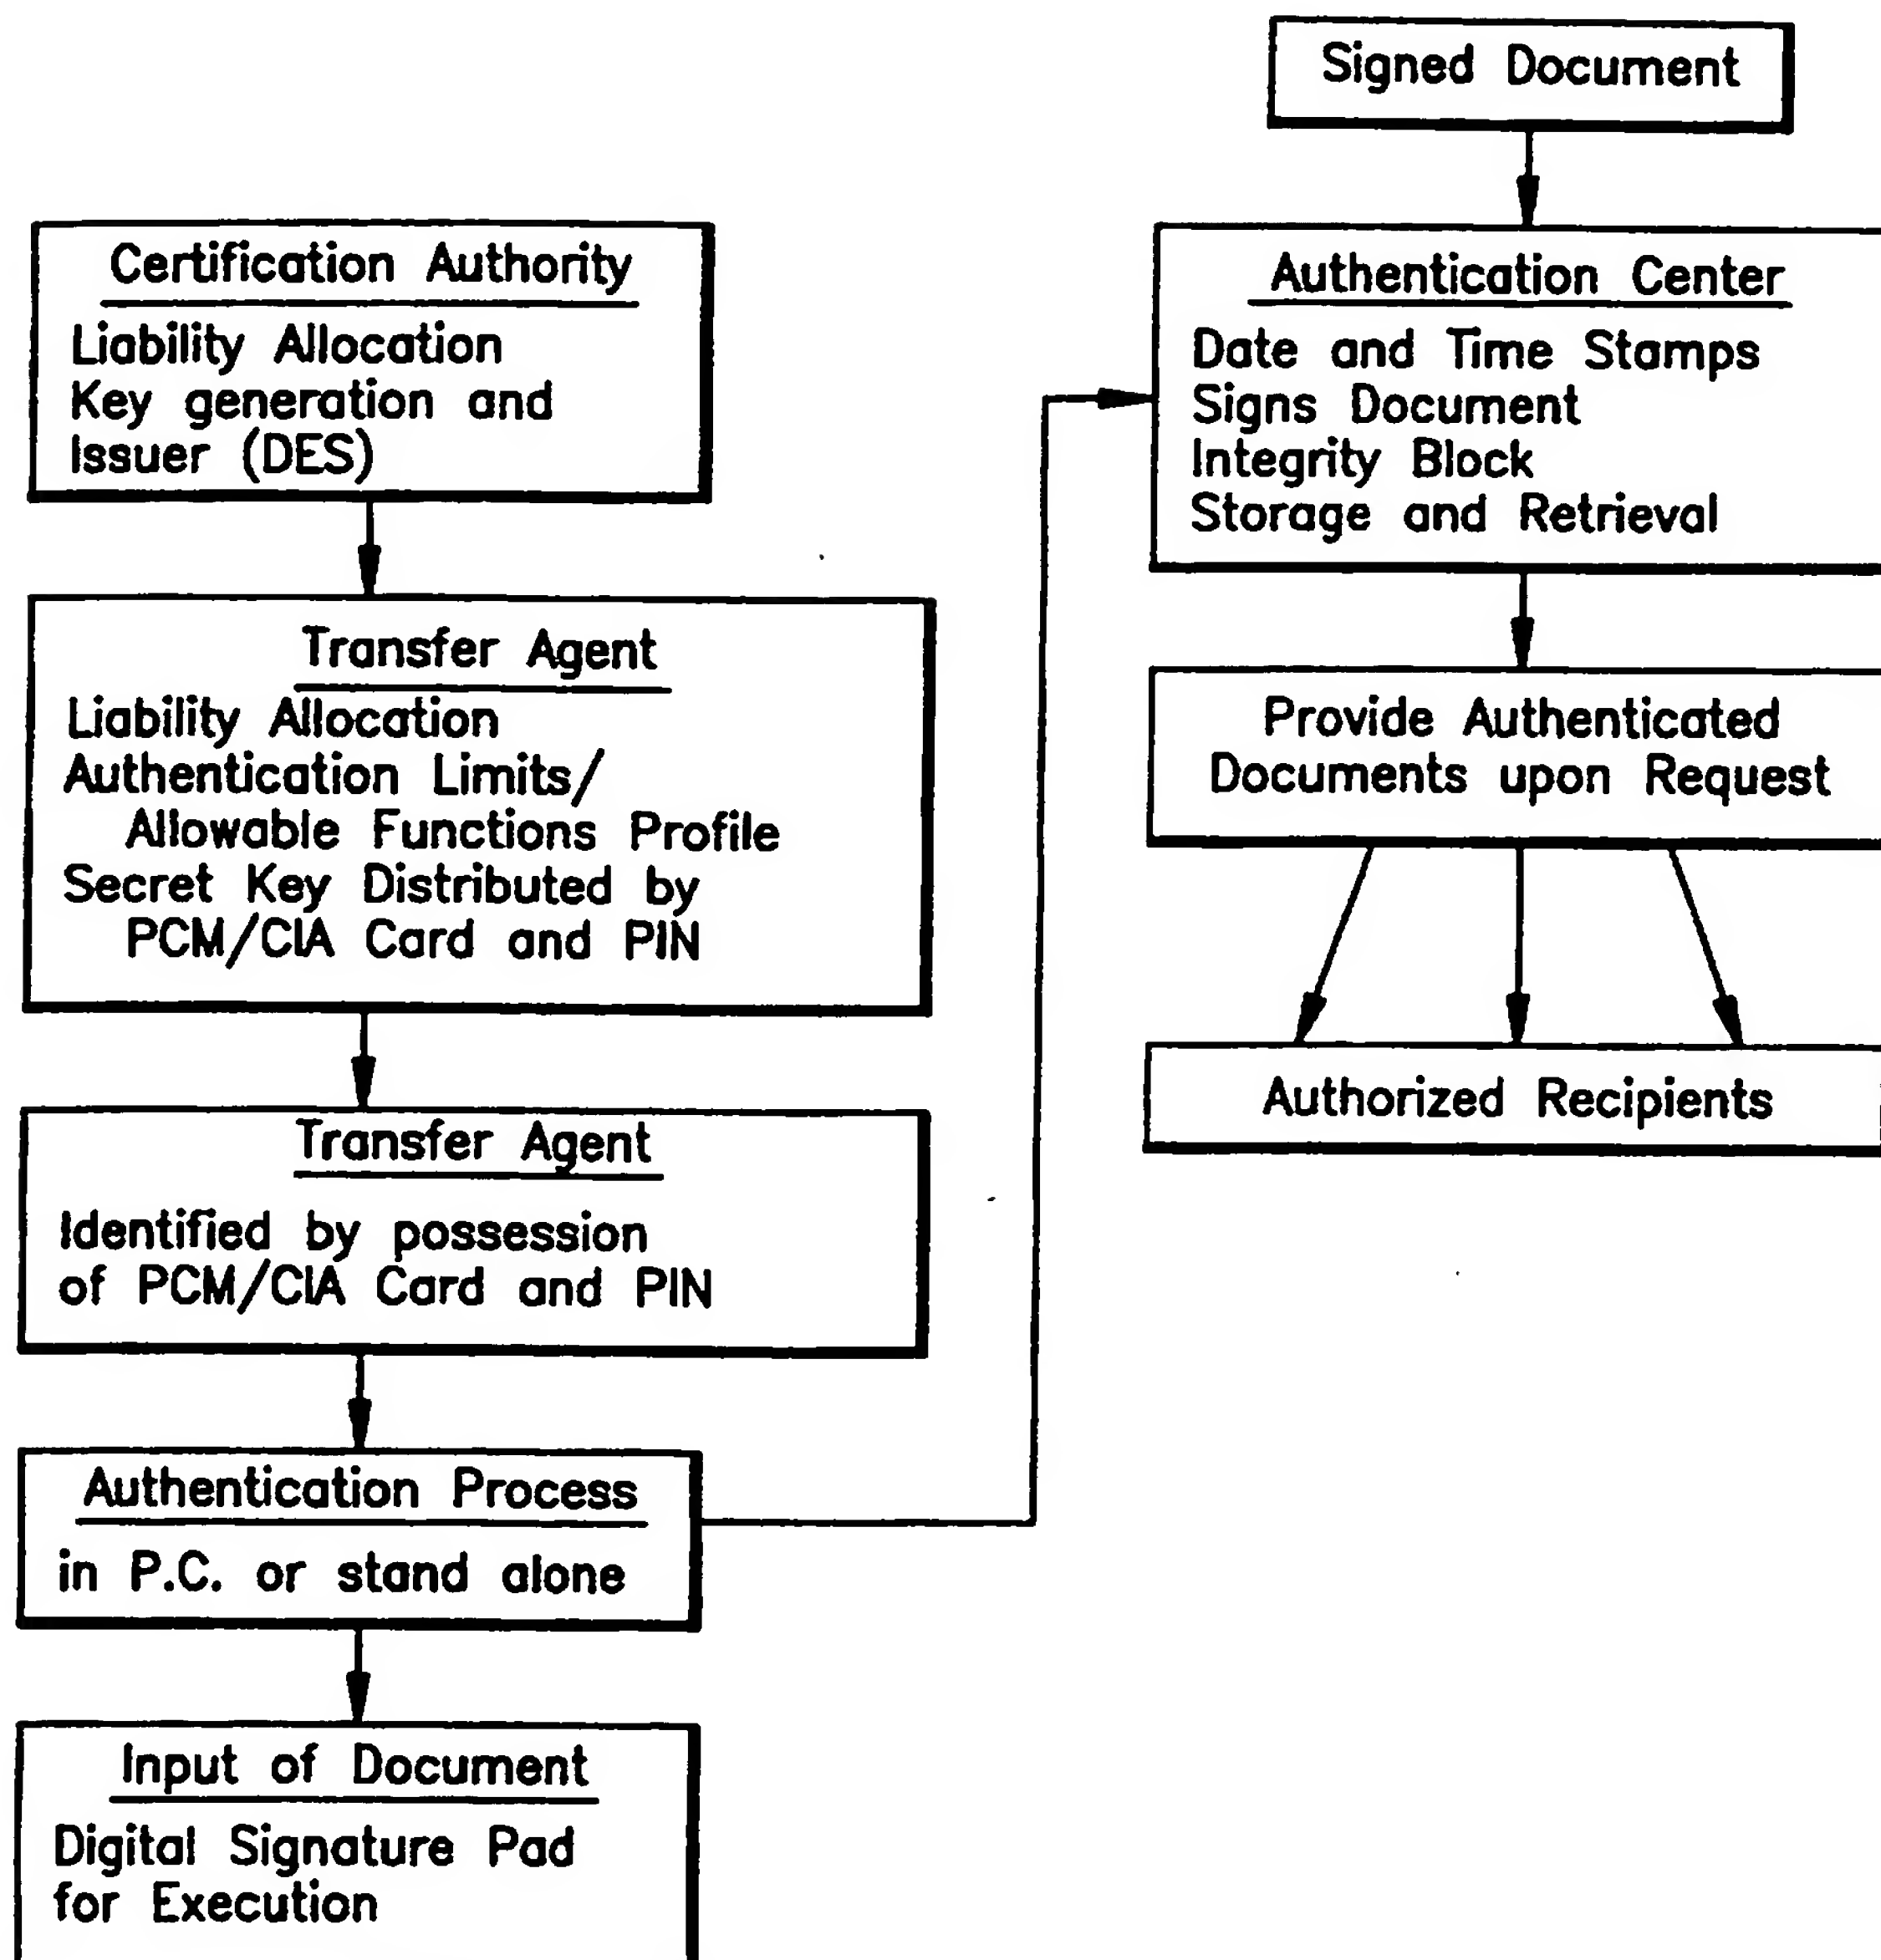 Certification Authority
Liability Allocation
Key generation and
Issuer (DES)
Transfer Agent
Liability Allocation
Authentication Limits/
Allowable Functions Profile
Secret Key Distributed by
PCM/CIA Card and PIN
Transfer Agent
Identified by possession
of PCM/CIA Card and PIN
Authentication Process
in P.C. or stand alone
Input of Document
Digital Signature Pad
for Execution
Signed Document
Authentication Center
Date and Time Stamps
Signs Document
Integrity Block
Storage and Retrieval
Provide Authenticated
Documents upon Request
Authorized Recipients